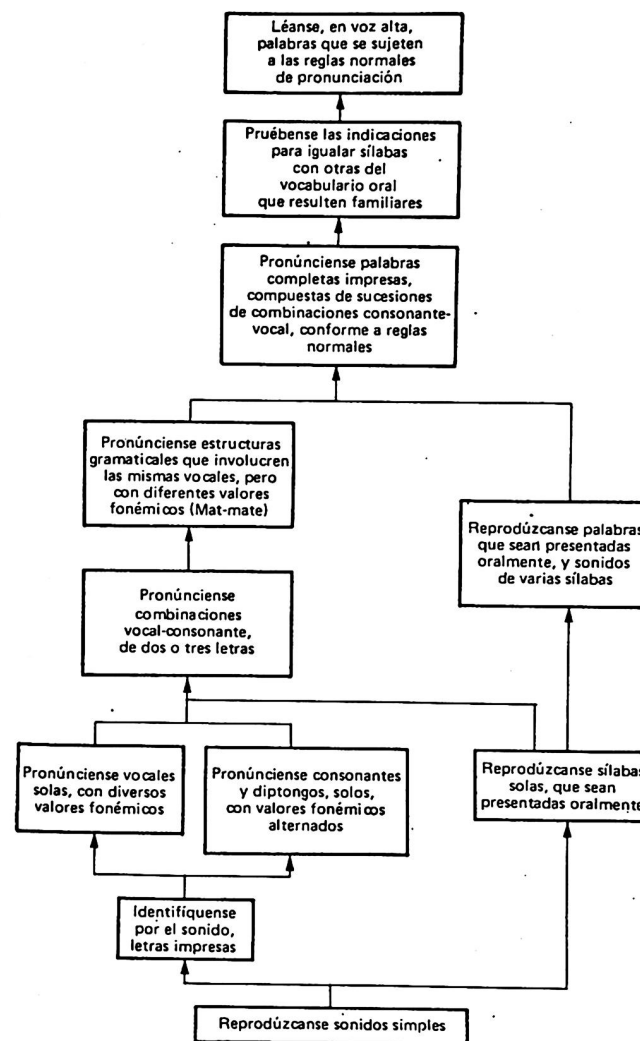 Léanse, en voz alta,
palabras que se sujeten
a las reglas normales
de pronunciación
Pruébense las indicaciones
para igualar sílabas
con otras del
vocabulario oral
que resulten familiares
Pronúnciense palabras
completas impresas,
compuestas de sucesiones
de combinaciones consonante-
vocal, conforme a reglas
normales
Pronúnciense estructuras
gramaticales que involucren
las mismas vocales, pero
con diferentes valores
fonémicos (Mat-mate)
Reprodúzcanse palabras
que sean presentadas
oralmente, y sonidos
de varias sílabas
Pronúnciense
combinaciones
vocal-consonante,
de dos o tres letras
Pronúnciense vocales
solas, con diversos
valores fonémicos
Pronúnciense consonantes
y diptongos, solos,
con valores fonémicos
alternados
Reprodúzcanse sílabas
solas, que sean
presentadas oralmente
Identifíquense
por el sonido,
letras impresas
Reprodúzcanse sonidos simples